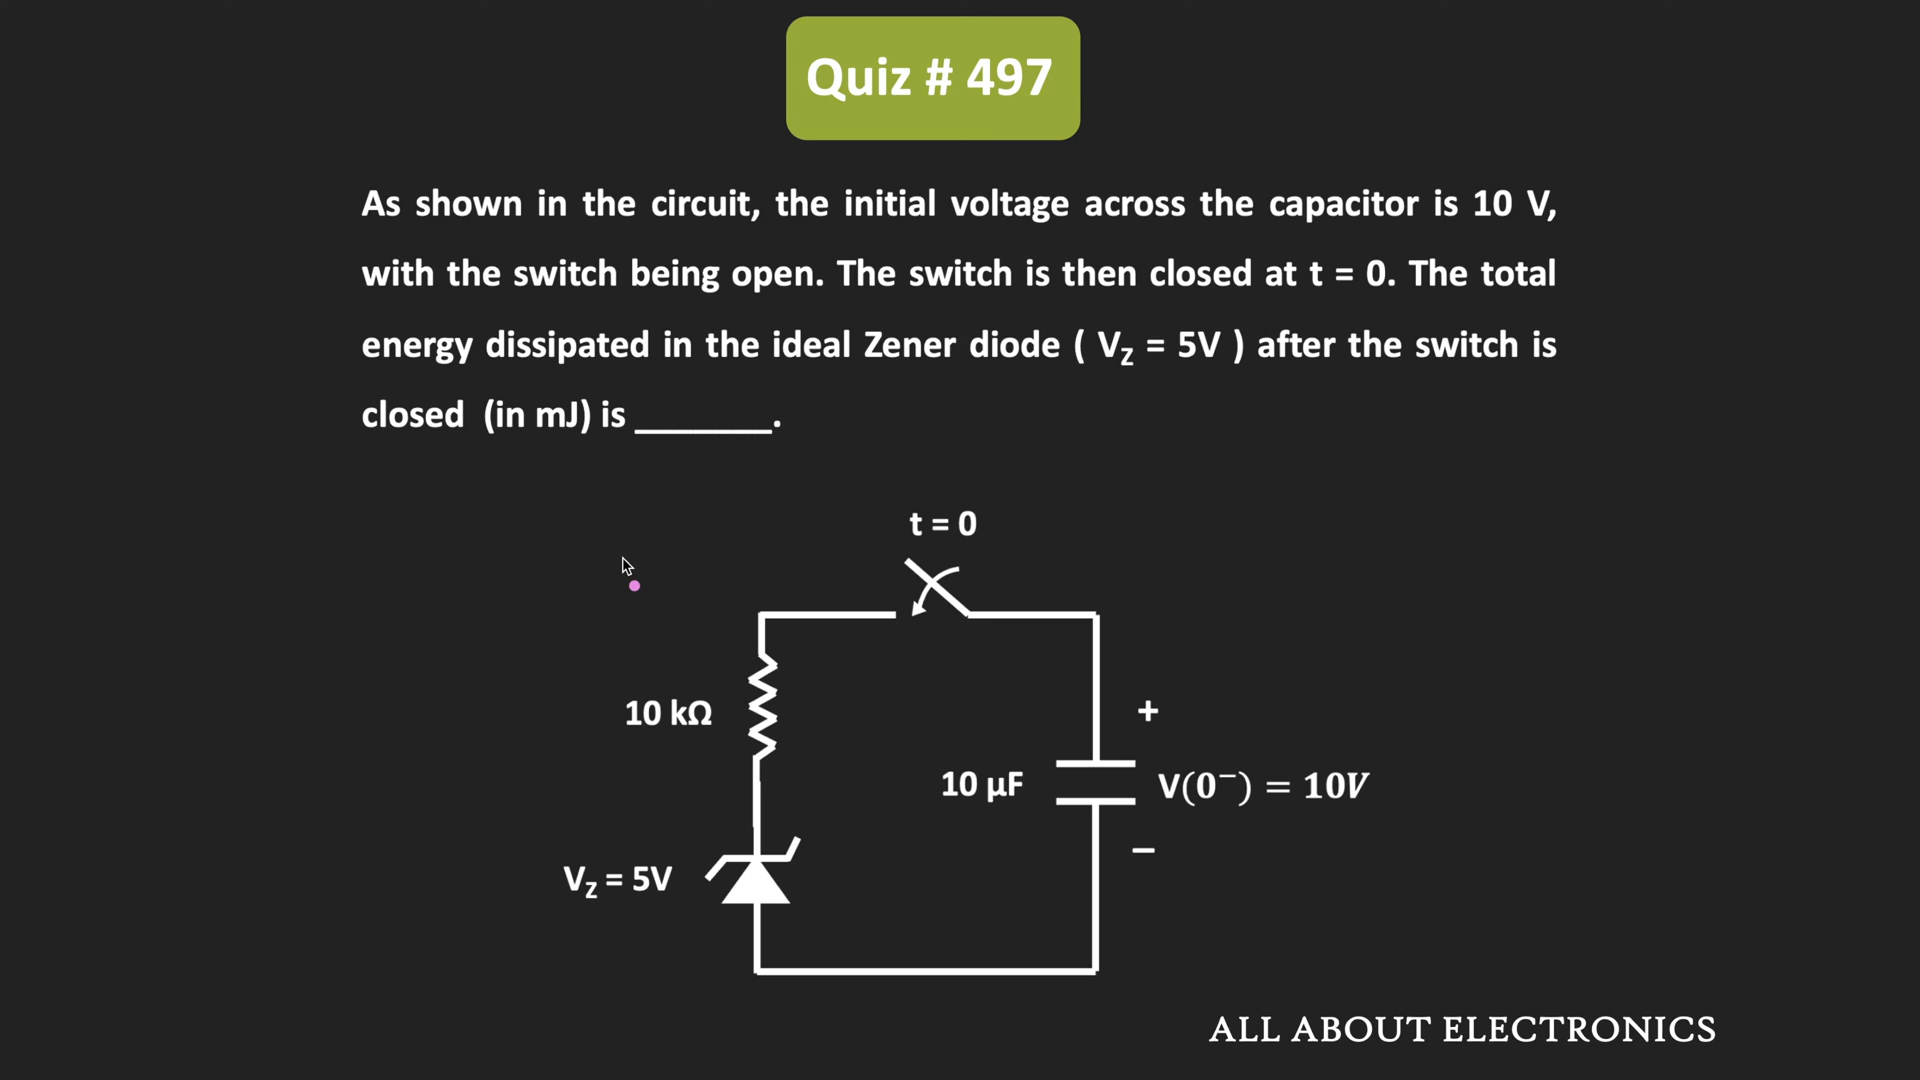 Quiz # 497
As shown in the circuit, the initial voltage across the capacitor is 10 V,
with the switch being open. The switch is then closed at t = 0. The total
energy dissipated in the ideal Zener diode ( V_Z = 5V ) after the switch is
closed (in mJ) is _______.
t = 0
10 kΩ
+
10 μF
V(0⁻) = 10V
−
V_Z = 5V
ALL ABOUT ELECTRONICS